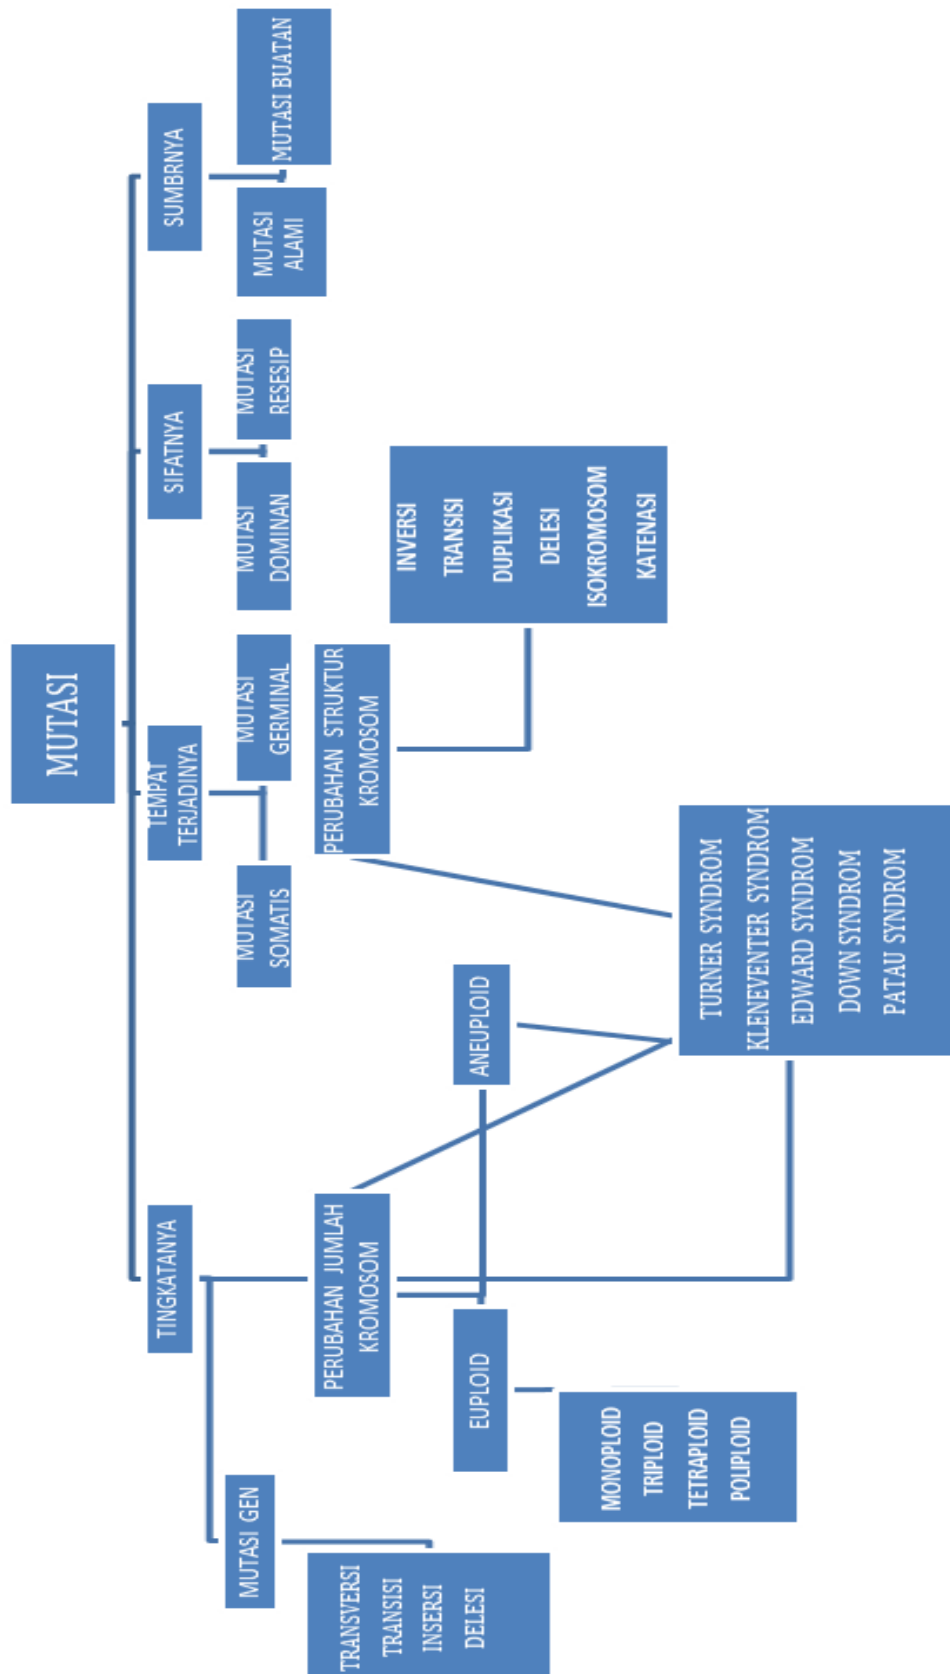 MUTASI
TINGKATANYA
TEMPAT
TERJADINYA
SIFATNYA
SUMBRNYA
MUTASI GEN
MUTASI
SOMATIS
MUTASI
GERMINAL
MUTASI
DOMINAN
MUTASI
RESESIP
MUTASI
ALAMI
MUTASI BUATAN
TRANSVERSI
TRANSISI
INSERSI
DELESI
PERUBAHAN JUMLAH
KROMOSOM
PERUBAHAN STRUKTUR
KROMOSOM
EUPLOID
ANEUPLOID
INVERSI
TRANSISI
DUPLIKASI
DELESI
ISOKROMOSOM
KATENASI
MONOPLOID
TRIPLOID
TETRAPLOID
POLIPLOID
TURNER SYNDROM
KLENEVENTER SYNDROM
EDWARD SYNDROM
DOWN SYNDROM
PATAU SYNDROM